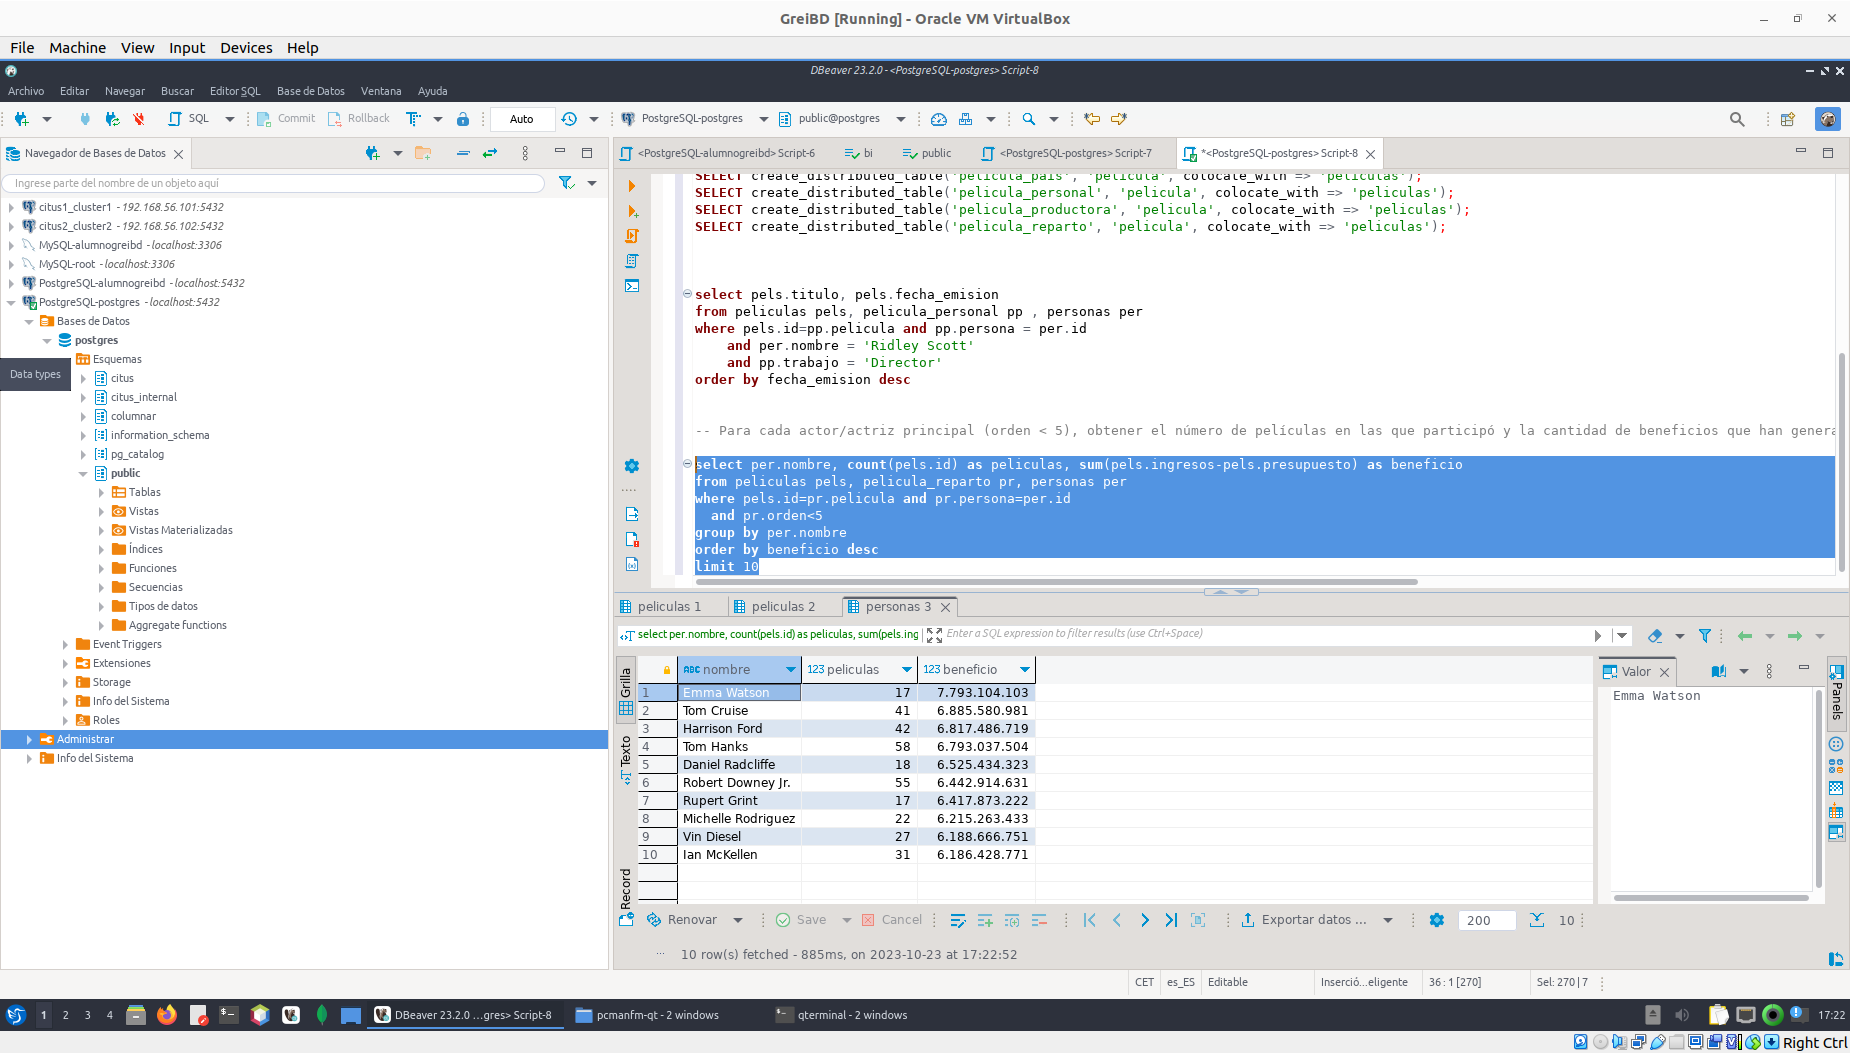 GreiBD [Running] - Oracle VM VirtualBox
File Machine View Input Devices Help
DBeaver 23.2.0 - <PostgreSQL-postgres> Script-8
Archivo Editar Navegar Buscar Editor SQL Base de Datos Ventana Ayuda
SQL Commit Rollback Auto PostgreSQL-postgres public@postgres
Navegador de Bases de Datos
<PostgreSQL-alumnogreibd> Script-6 bi public <PostgreSQL-postgres> Script-7 *<PostgreSQL-postgres> Script-8
Ingrese parte del nombre de un objeto aquí
citus1_cluster1 - 192.168.56.101:5432
citus2_cluster2 - 192.168.56.102:5432
MySQL-alumnogreibd - localhost:3306
MySQL-root - localhost:3306
PostgreSQL-alumnogreibd - localhost:5432
PostgreSQL-postgres - localhost:5432
Bases de Datos
postgres
Esquemas
Data types
citus
citus_internal
columnar
information_schema
pg_catalog
public
Tablas
Vistas
Vistas Materializadas
Índices
Funciones
Secuencias
Tipos de datos
Aggregate functions
Event Triggers
Extensiones
Storage
Info del Sistema
Roles
Administrar
Info del Sistema
SELECT create_distributed_table('pelicula_pais', 'pelicula', colocate_with => 'peliculas');
SELECT create_distributed_table('pelicula_personal', 'pelicula', colocate_with => 'peliculas');
SELECT create_distributed_table('pelicula_productora', 'pelicula', colocate_with => 'peliculas');
SELECT create_distributed_table('pelicula_reparto', 'pelicula', colocate_with => 'peliculas');
select pels.titulo, pels.fecha_emision
from peliculas pels, pelicula_personal pp , personas per
where pels.id=pp.pelicula and pp.persona = per.id
and per.nombre = 'Ridley Scott'
and pp.trabajo = 'Director'
order by fecha_emision desc
-- Para cada actor/actriz principal (orden < 5), obtener el número de películas en las que participó y la cantidad de beneficios que han genera
select per.nombre, count(pels.id) as peliculas, sum(pels.ingresos-pels.presupuesto) as beneficio
from peliculas pels, pelicula_reparto pr, personas per
where pels.id=pr.pelicula and pr.persona=per.id
and pr.orden<5
group by per.nombre
order by beneficio desc
limit 10
peliculas 1 peliculas 2 personas 3
select per.nombre, count(pels.id) as peliculas, sum(pels.ing Enter a SQL expression to filter results (use Ctrl+Space)
Grilla Texto Record
ABC nombre 123 peliculas 123 beneficio
1 Emma Watson 17 7.793.104.103
2 Tom Cruise 41 6.885.580.981
3 Harrison Ford 42 6.817.486.719
4 Tom Hanks 58 6.793.037.504
5 Daniel Radcliffe 18 6.525.434.323
6 Robert Downey Jr. 55 6.442.914.631
7 Rupert Grint 17 6.417.873.222
8 Michelle Rodriguez 22 6.215.263.433
9 Vin Diesel 27 6.188.666.751
10 Ian McKellen 31 6.186.428.771
Valor
Emma Watson
Panels
Renovar Save Cancel Exportar datos ... 200 10
10 row(s) fetched - 885ms, on 2023-10-23 at 17:22:52
CET es_ES Editable Inserció...eligente 36 : 1 [270] Sel: 270 | 7
1 2 3 4 DBeaver 23.2.0 ...gres> Script-8 pcmanfm-qt - 2 windows qterminal - 2 windows 17:22
Right Ctrl